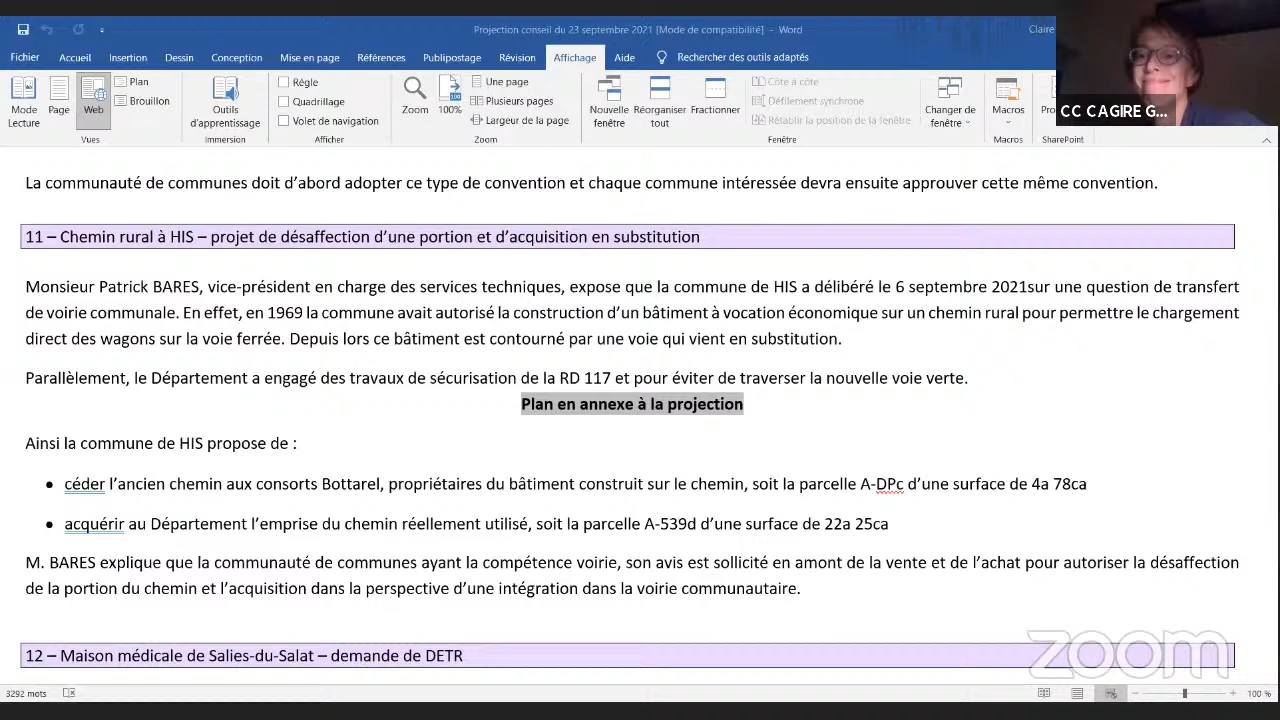 Projection conseil du 23 septembre 2021 [Mode de compatibilité] - Word
Claire
Fichier Accueil Insertion Dessin Conception Mise en page Références Publipostage Révision Affichage Aide Rechercher des outils adaptés
Mode Lecture
Page
Web
Plan
Brouillon
Vues
Outils d'apprentissage
Immersion
Règle
Quadrillage
Volet de navigation
Afficher
Zoom
100%
Une page
Plusieurs pages
Largeur de la page
Zoom
Nouvelle fenêtre
Réorganiser tout
Fractionner
Côte à côte
Défilement synchrone
Rétablir la position de la fenêtre
Changer de fenêtre
Fenêtre
Macros
Macros
SharePoint
CC CAGIRE G...
La communauté de communes doit d'abord adopter ce type de convention et chaque commune intéressée devra ensuite approuver cette même convention.
11 – Chemin rural à HIS – projet de désaffection d'une portion et d'acquisition en substitution
Monsieur Patrick BARES, vice-président en charge des services techniques, expose que la commune de HIS a délibéré le 6 septembre 2021sur une question de transfert
de voirie communale. En effet, en 1969 la commune avait autorisé la construction d'un bâtiment à vocation économique sur un chemin rural pour permettre le chargement
direct des wagons sur la voie ferrée. Depuis lors ce bâtiment est contourné par une voie qui vient en substitution.
Parallèlement, le Département a engagé des travaux de sécurisation de la RD 117 et pour éviter de traverser la nouvelle voie verte.
Plan en annexe à la projection
Ainsi la commune de HIS propose de :
• céder l'ancien chemin aux consorts Bottarel, propriétaires du bâtiment construit sur le chemin, soit la parcelle A-DPc d'une surface de 4a 78ca
• acquérir au Département l'emprise du chemin réellement utilisé, soit la parcelle A-539d d'une surface de 22a 25ca
M. BARES explique que la communauté de communes ayant la compétence voirie, son avis est sollicité en amont de la vente et de l'achat pour autoriser la désaffection
de la portion du chemin et l'acquisition dans la perspective d'une intégration dans la voirie communautaire.
12 – Maison médicale de Salies-du-Salat – demande de DETR
zoom
3292 mots
100 %